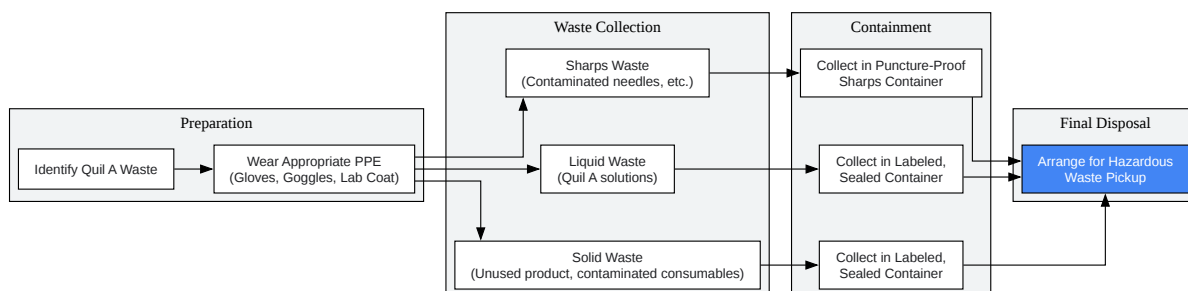 Preparation
Identify Quil A Waste
Wear Appropriate PPE
(Gloves, Goggles, Lab Coat)
Waste Collection
Sharps Waste
(Contaminated needles, etc.)
Liquid Waste
(Quil A solutions)
Solid Waste
(Unused product, contaminated consumables)
Containment
Collect in Puncture-Proof
Sharps Container
Collect in Labeled,
Sealed Container
Collect in Labeled,
Sealed Container
Final Disposal
Arrange for Hazardous
Waste Pickup